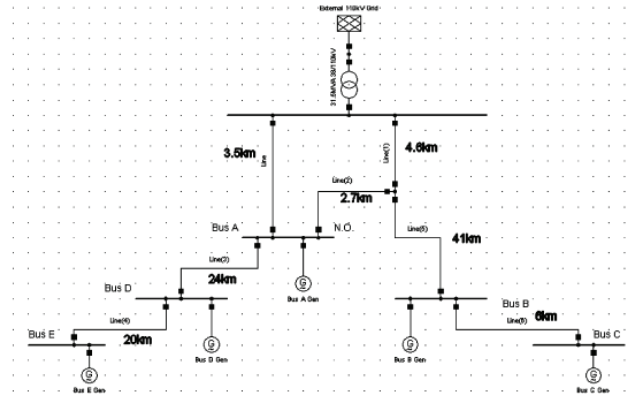 External 110kV Grid
31.5MVA 38/110kV
3.5km
Line
Line(1)
4.6km
Line(2)
2.7km
Bus A
N.O.
Line(5)
41km
Line(3)
24km
Bus A Gen
Bus D
Bus B
Line(4)
20km
Line(6)
6km
Bus E
Bus C
G
G
G
G
G
Bus D Gen
Bus B Gen
Bus E Gen
Bus C Gen